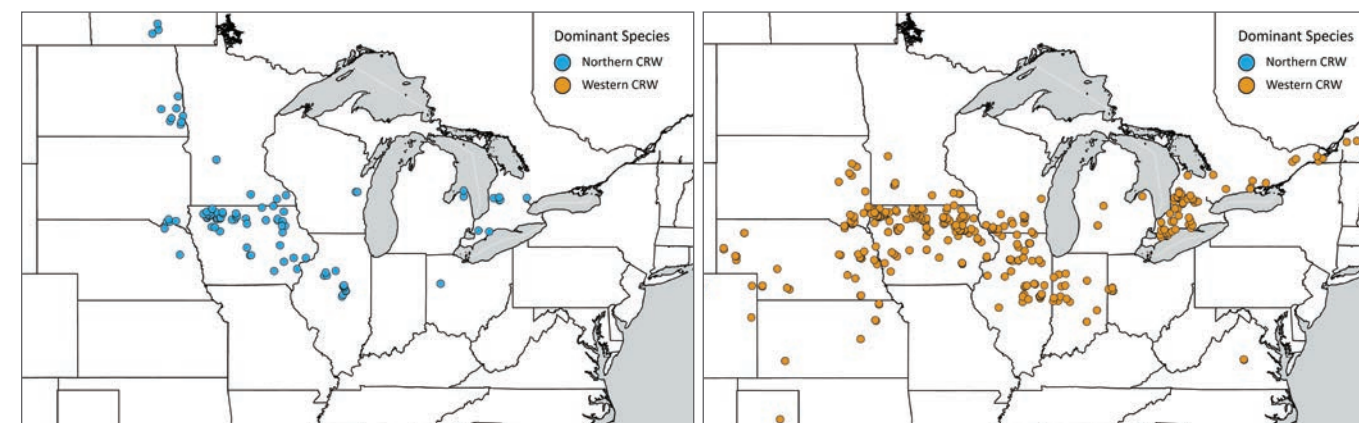 Dominant Species
Northern CRW
Western CRW
Dominant Species
Northern CRW
Western CRW